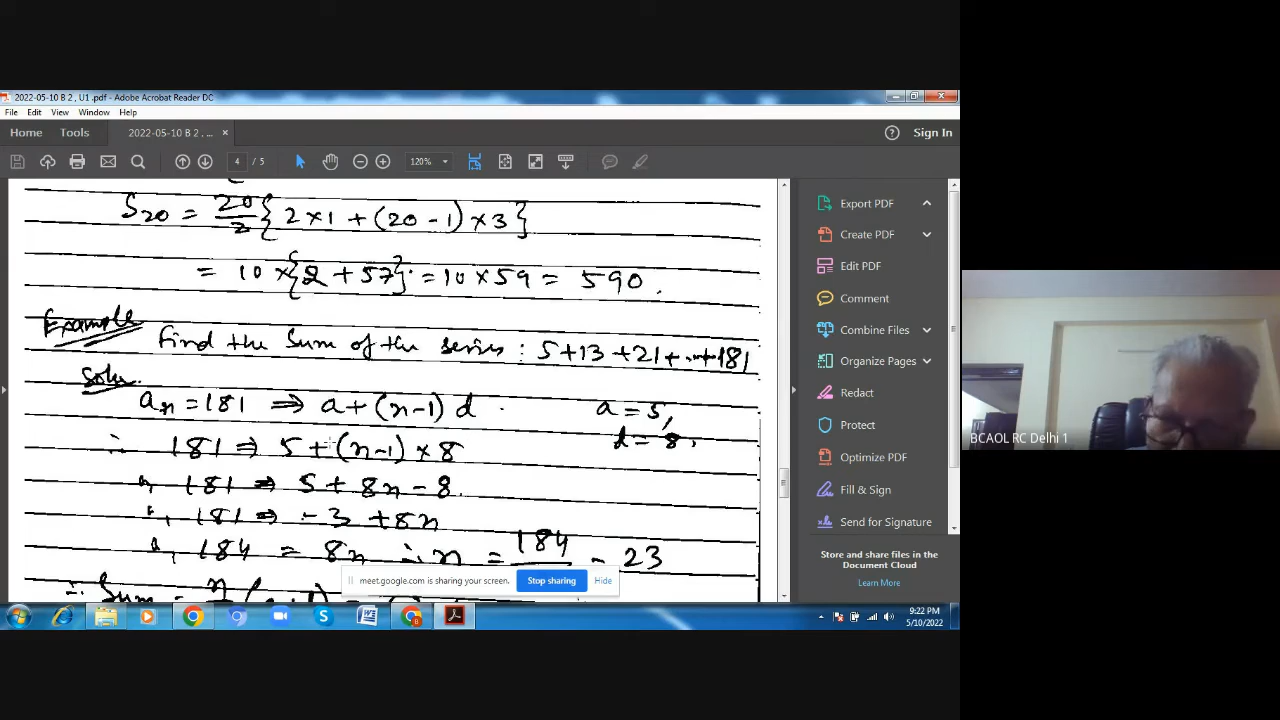 2022-05-10 B 2 , U1 .pdf - Adobe Acrobat Reader DC
File Edit View Window Help
Home Tools 2022-05-10 B 2 , ... × Sign In
4 / 5 120%
S20 = 20/2 { 2×1 + (20-1) ×3 }
= 10 × {2 + 57} = 10 × 59 = 590.
Example Find the Sum of the series : 5+13+21+...+181
Soln.
an = 181 ⇒ a+(n-1) d . a = 5,
∴ 181 ⇒ 5 + (n-1) × 8 d = 8,
181 ⇒ 5 + 8n - 8.
181 ⇒ -3 + 8n
184 = 8n ∴ n = 184 = 23
∴ Sum = n
meet.google.com is sharing your screen. Stop sharing Hide
Export PDF
Create PDF
Edit PDF
Comment
Combine Files
Organize Pages
Redact
Protect
Optimize PDF
Fill & Sign
Send for Signature
Store and share files in the
Document Cloud
Learn More
BCAOL RC Delhi 1
9:22 PM
5/10/2022